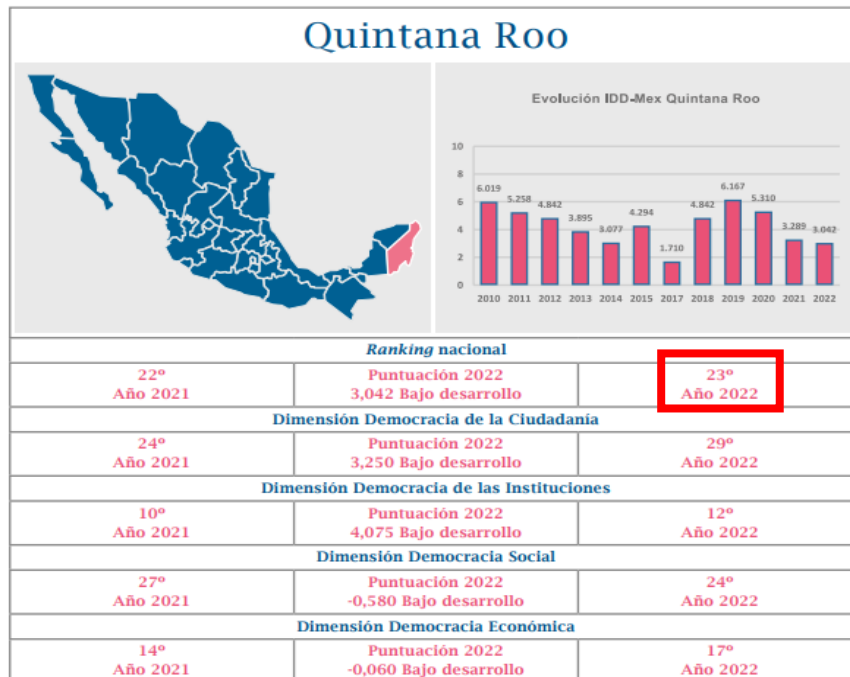 Quintana Roo
Evolución IDD-Mex Quintana Roo
10
8
6
4
2
0
6.019
5.258
4.842
3.895
3.077
4.294
1.710
4.842
6.167
5.310
3.289
3.042
2010 2011 2012 2013 2014 2015 2017 2018 2019 2020 2021 2022
Ranking nacional
22º Puntuación 2022 23º
Año 2021 3,042 Bajo desarrollo Año 2022
Dimensión Democracia de la Ciudadanía
24º Puntuación 2022 29º
Año 2021 3,250 Bajo desarrollo Año 2022
Dimensión Democracia de las Instituciones
10º Puntuación 2022 12º
Año 2021 4,075 Bajo desarrollo Año 2022
Dimensión Democracia Social
27º Puntuación 2022 24º
Año 2021 -0,580 Bajo desarrollo Año 2022
Dimensión Democracia Económica
14º Puntuación 2022 17º
Año 2021 -0,060 Bajo desarrollo Año 2022